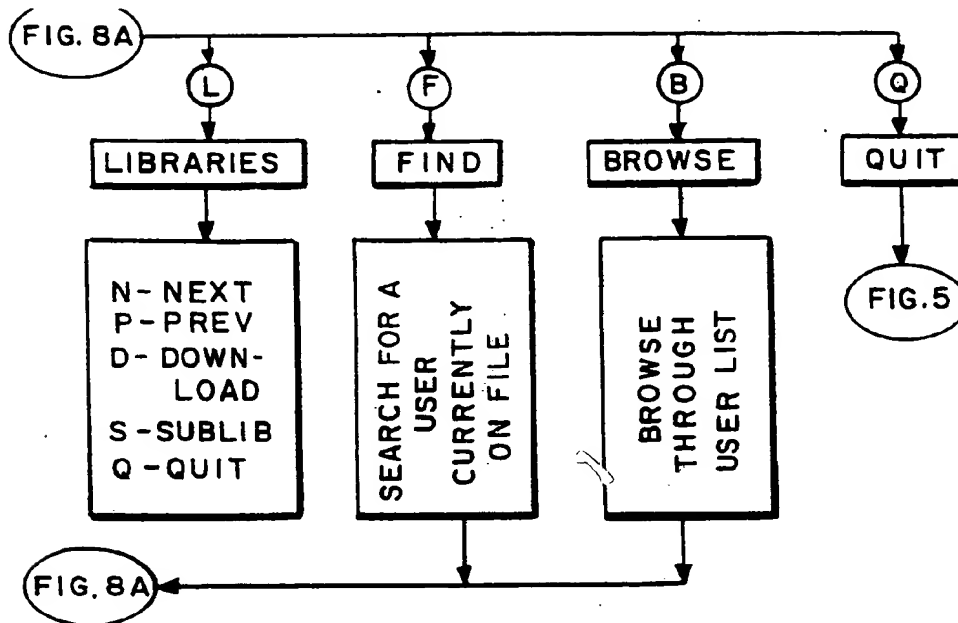 FIG. 8A
L
F
B
Q
LIBRARIES
FIND
BROWSE
QUIT
N-NEXT
P-PREV
D-DOWN-
LOAD
S-SUBLIB
Q-QUIT
SEARCH FOR A
USER
CURRENTLY
ON FILE
BROWSE
THROUGH
USER LIST
FIG.5
FIG. 8A